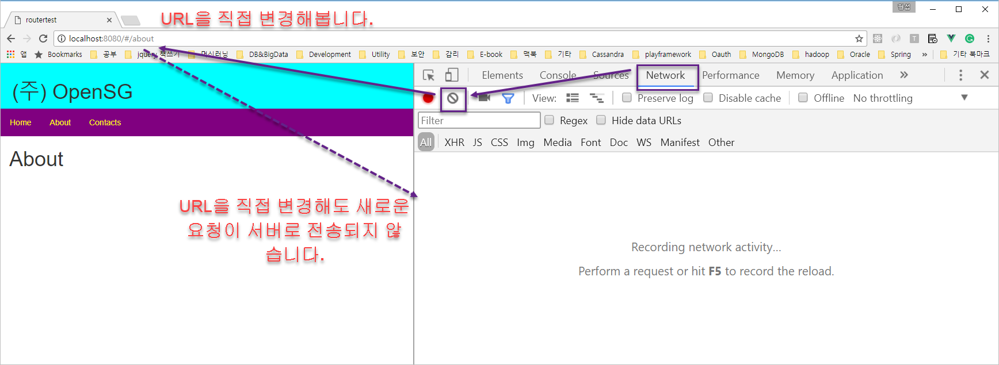 형섭
routertest
URL을 직접 변경해봅니다.
localhost:8080/#/about
앱 Bookmarks 공부 jquery 책쓰기 머신러닝 DB&BigData Development Utility 보안 감리 E-book 맥북 기타 Cassandra playframework Oauth MongoDB hadoop Oracle Spring » 기타 북마크
(주) OpenSG
Home About Contacts
About
URL을 직접 변경해도 새로운
요청이 서버로 전송되지 않
습니다.
Elements Console Sources Network Performance Memory Application »
View: Preserve log Disable cache Offline No throttling
Filter Regex Hide data URLs
All XHR JS CSS Img Media Font Doc WS Manifest Other
Recording network activity...
Perform a request or hit F5 to record the reload.